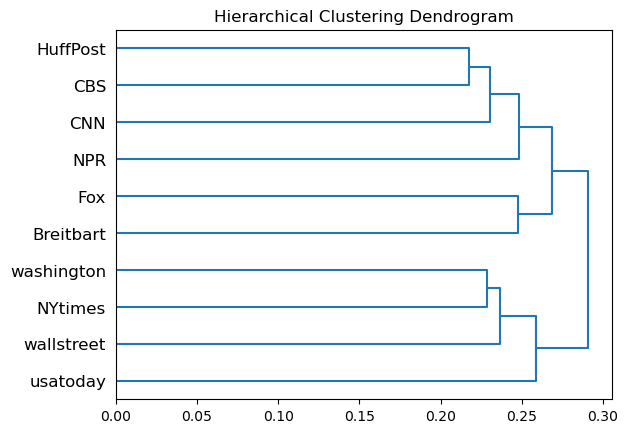 Hierarchical Clustering Dendrogram
HuffPost
CBS
CNN
NPR
Fox
Breitbart
washington
NYtimes
wallstreet
usatoday
0.00 0.05 0.10 0.15 0.20 0.25 0.30